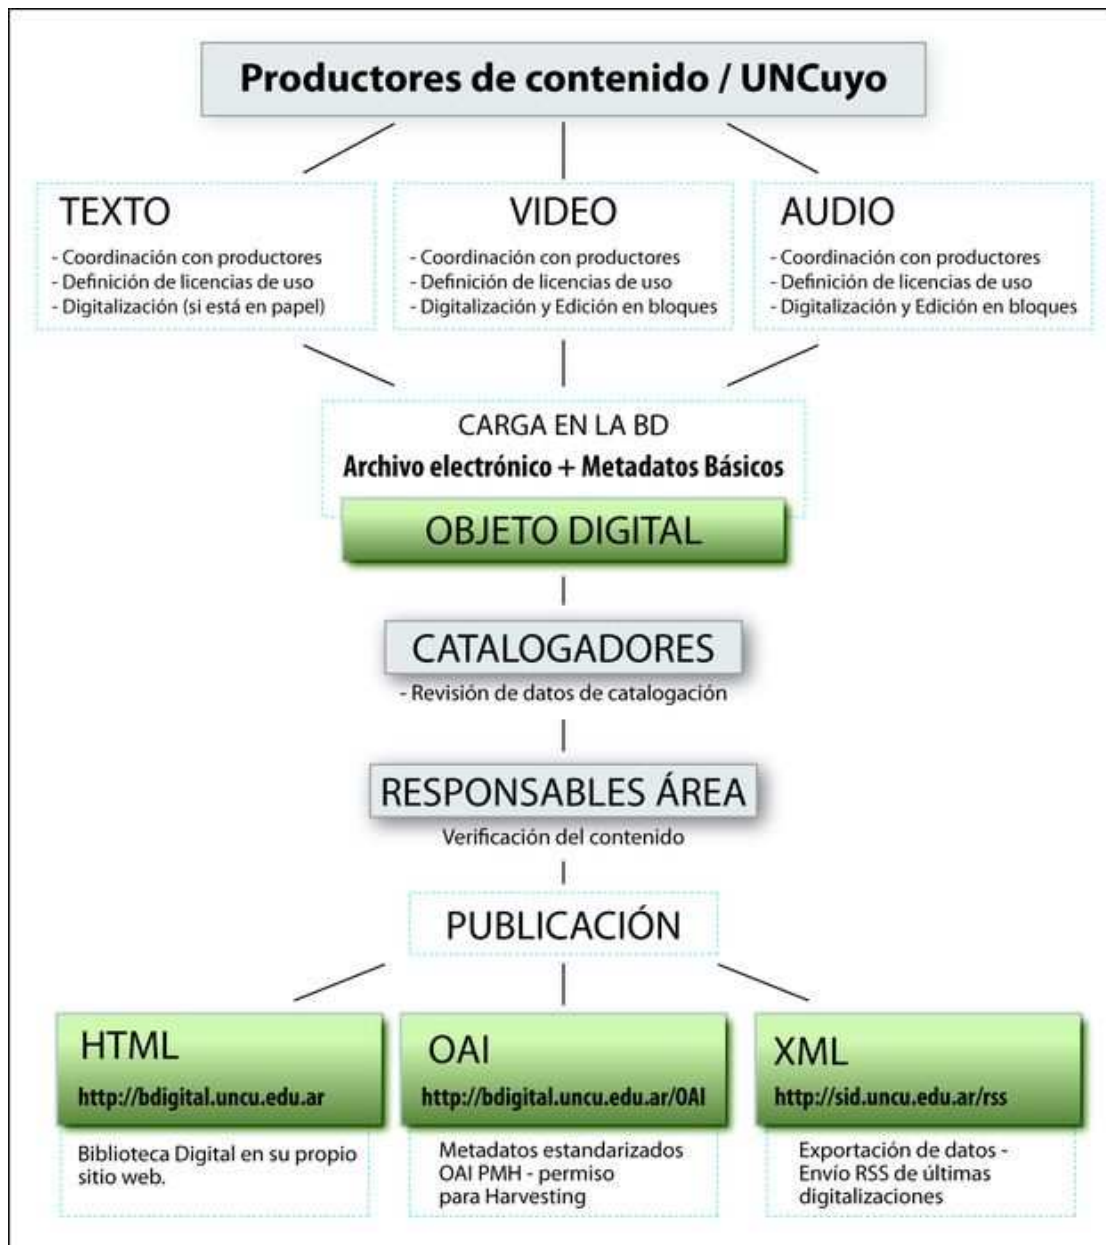 Productores de contenido / UNCuyo
TEXTO
- Coordinación con productores
- Definición de licencias de uso
- Digitalización (si está en papel)
VIDEO
- Coordinación con productores
- Definición de licencias de uso
- Digitalización y Edición en bloques
AUDIO
- Coordinación con productores
- Definición de licencias de uso
- Digitalización y Edición en bloques
CARGA EN LA BD
Archivo electrónico + Metadatos Básicos
OBJETO DIGITAL
CATALOGADORES
- Revisión de datos de catalogación
RESPONSABLES ÁREA
Verificación del contenido
PUBLICACIÓN
HTML
http://bdigital.uncu.edu.ar
Biblioteca Digital en su propio
sitio web.
OAI
http://bdigital.uncu.edu.ar/OAI
Metadatos estandarizados
OAI PMH - permiso
para Harvesting
XML
http://sid.uncu.edu.ar/rss
Exportación de datos -
Envío RSS de últimas
digitalizaciones